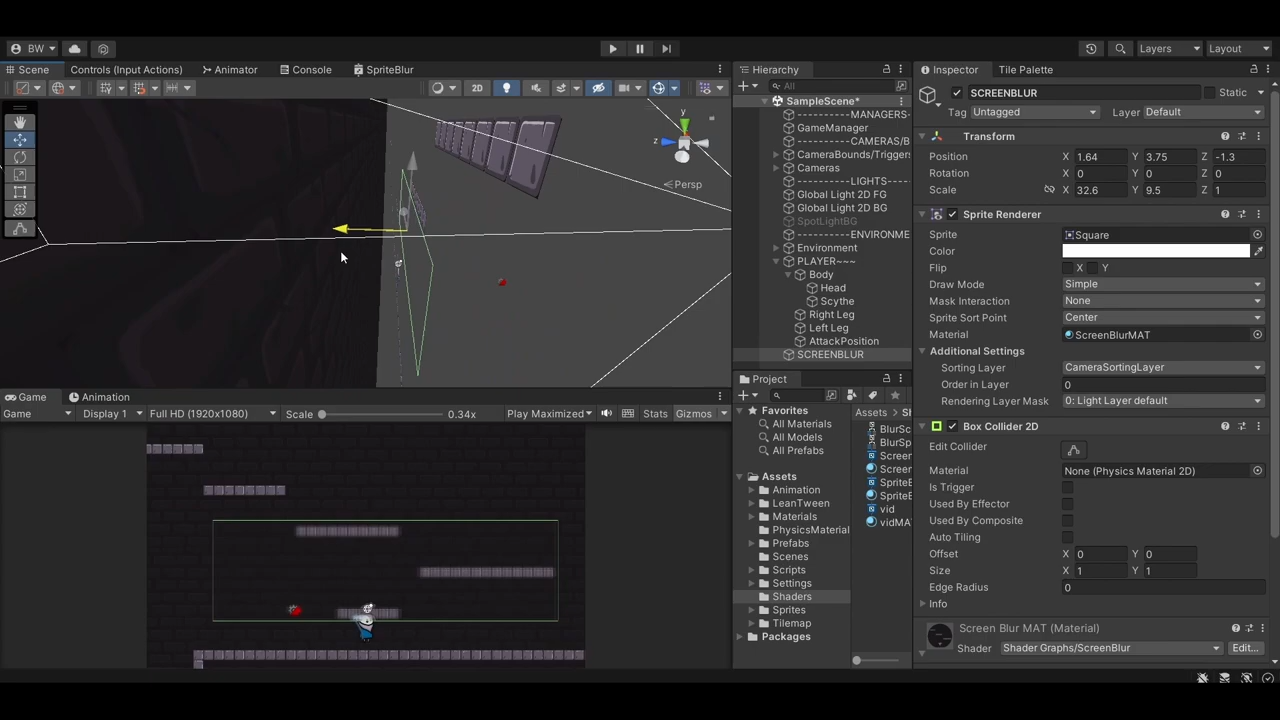 BW
Layers
Layout
Scene
Controls (Input Actions)
Animator
Console
SpriteBlur
2D
y
z
Persp
Hierarchy
All
SampleScene*
----------MANAGERS-
GameManager
----------CAMERAS/B
CameraBounds/Triggers
Cameras
----------LIGHTS----
Global Light 2D FG
Global Light 2D BG
SpotLightBG
----------ENVIRONME
Environment
PLAYER~~~
Body
Head
Scythe
Right Leg
Left Leg
AttackPosition
SCREENBLUR
Inspector
Tile Palette
SCREENBLUR
Static
Tag Untagged
Layer Default
Transform
Position X 1.64 Y 3.75 Z -1.3
Rotation X 0 Y 0 Z 0
Scale X 32.6 Y 9.5 Z 1
Sprite Renderer
Sprite Square
Color
Flip X Y
Draw Mode Simple
Mask Interaction None
Sprite Sort Point Center
Material ScreenBlurMAT
Additional Settings
Sorting Layer CameraSortingLayer
Order in Layer 0
Rendering Layer Mask 0: Light Layer default
Box Collider 2D
Edit Collider
Material None (Physics Material 2D)
Is Trigger
Used By Effector
Used By Composite
Auto Tiling
Offset X 0 Y 0
Size X 1 Y 1
Edge Radius 0
Info
Screen Blur MAT (Material)
Shader Shader Graphs/ScreenBlur Edit...
Game
Animation
Game Display 1 Full HD (1920x1080) Scale 0.34x Play Maximized Stats Gizmos
Project
Favorites
All Materials
All Models
All Prefabs
Assets
Animation
LeanTween
Materials
PhysicsMaterial
Prefabs
Scenes
Scripts
Settings
Shaders
Sprites
Tilemap
Packages
Assets > Sh
BlurSc
BlurSp
Screen
Screen
SpriteB
SpriteB
vid
vidMA